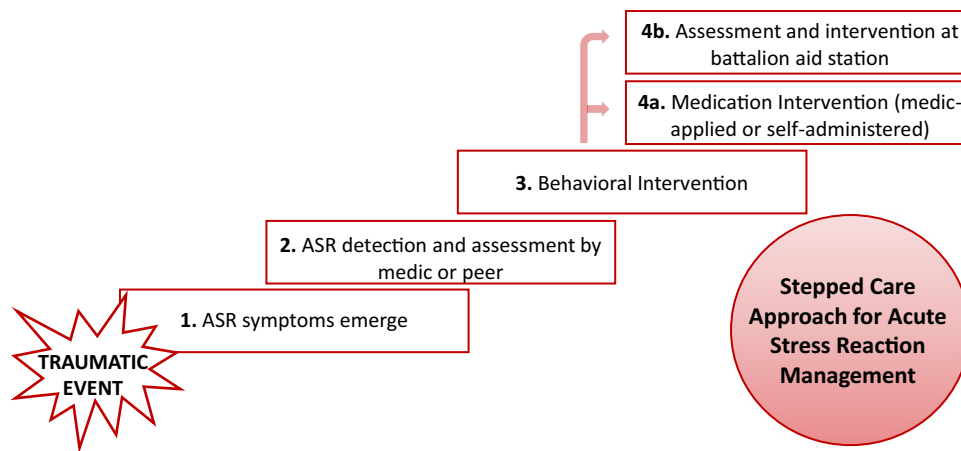 4b. Assessment and intervention at
battalion aid station
4a. Medication Intervention (medic-
applied or self-administered)
3. Behavioral Intervention
2. ASR detection and assessment by
medic or peer
1. ASR symptoms emerge
TRAUMATIC
EVENT
Stepped Care
Approach for Acute
Stress Reaction
Management